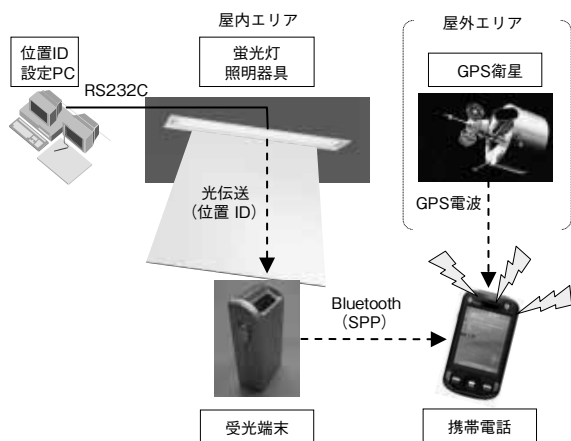 屋内エリア
屋外エリア
位置ID
設定PC
RS232C
蛍光灯
照明器具
GPS衛星
光伝送
(位置 ID)
GPS電波
Bluetooth
(SPP)
受光端末
携帯電話